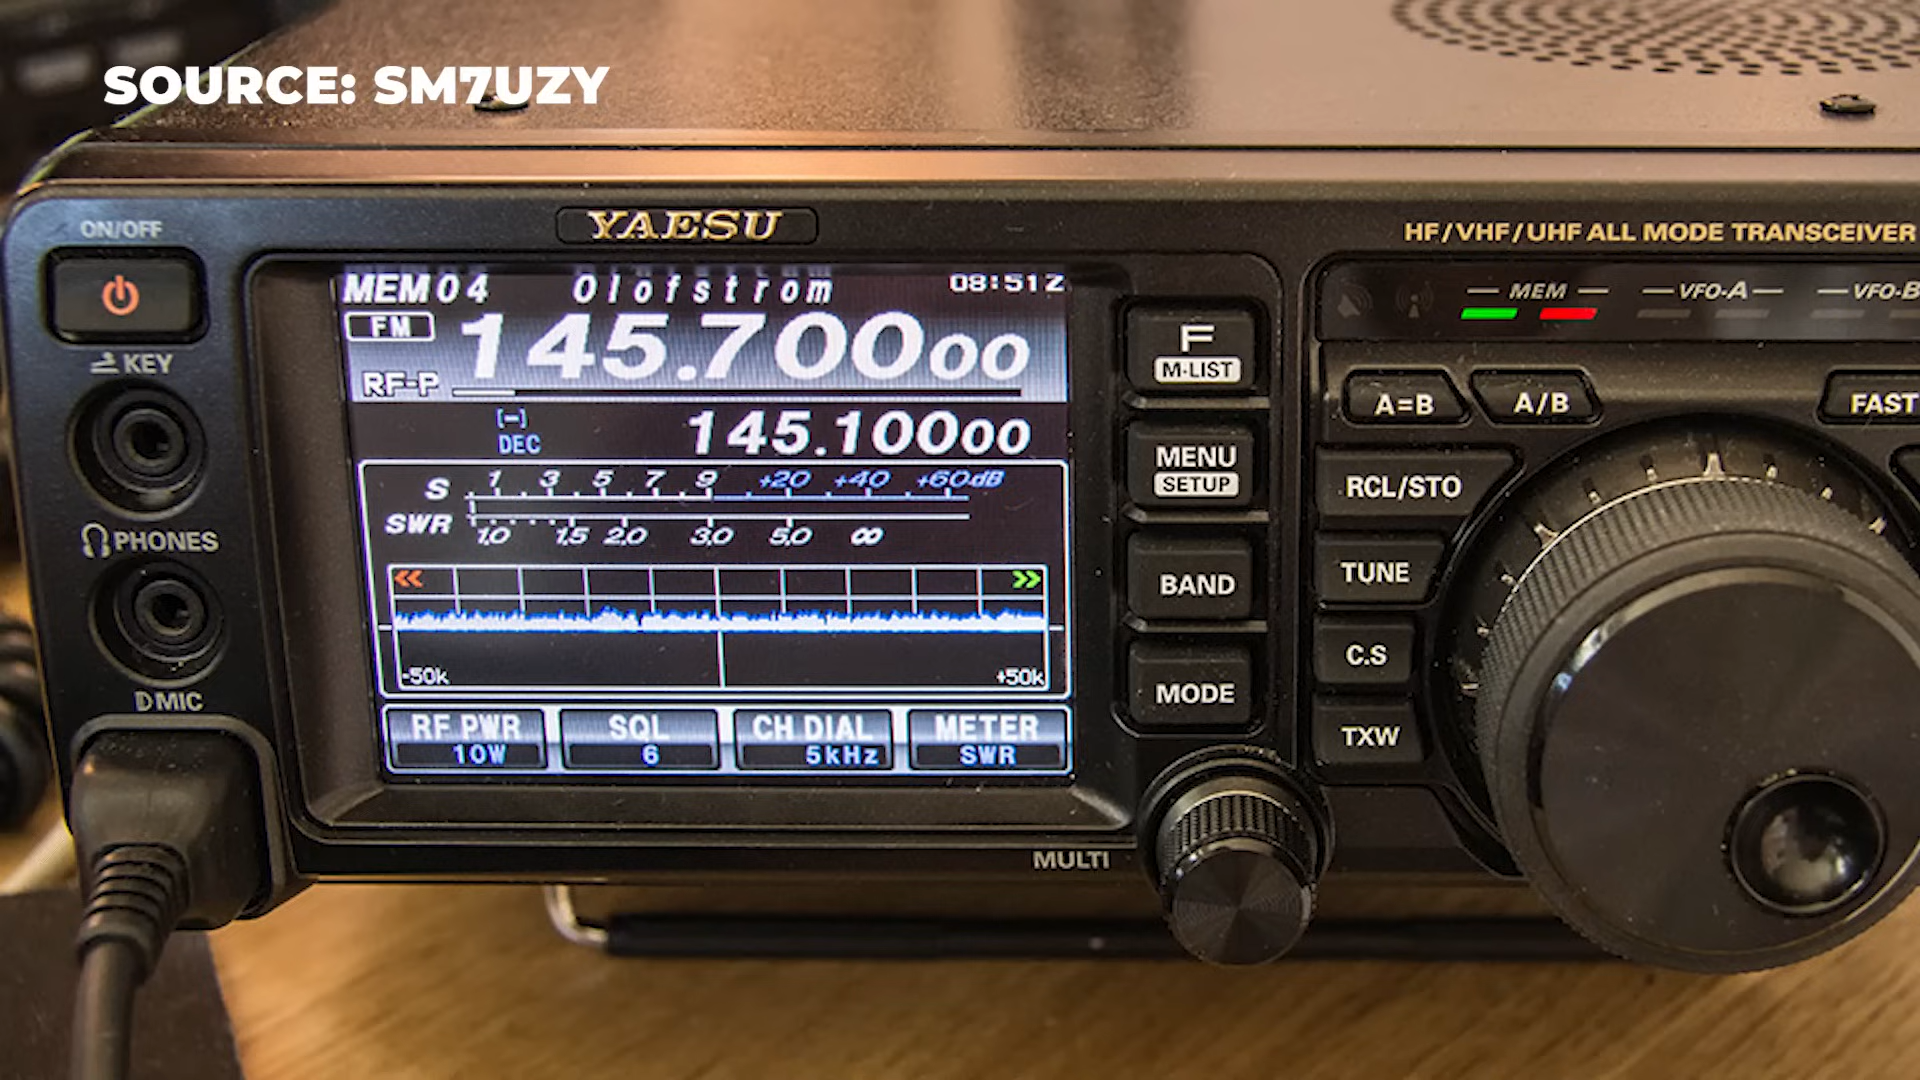 SOURCE: SM7UZY
ON/OFF
YAESU
HF/VHF/UHF ALL MODE TRANSCEIVER
MEM04 Olofstrom 08:51Z
FM 145.70000
RF-P
[-] DEC 145.10000
S 1 3 5 7 9 +20 +40 +60dB
SWR 1.0 1.5 2.0 3.0 5.0 ∞
-50k +50k
RF PWR 10W
SQL 6
CH DIAL 5kHz
METER SWR
KEY
PHONES
MIC
F
M-LIST
MENU
SETUP
BAND
MODE
MULTI
MEM VFO-A VFO-B
A=B A/B FAST
RCL/STO
TUNE
C.S
TXW